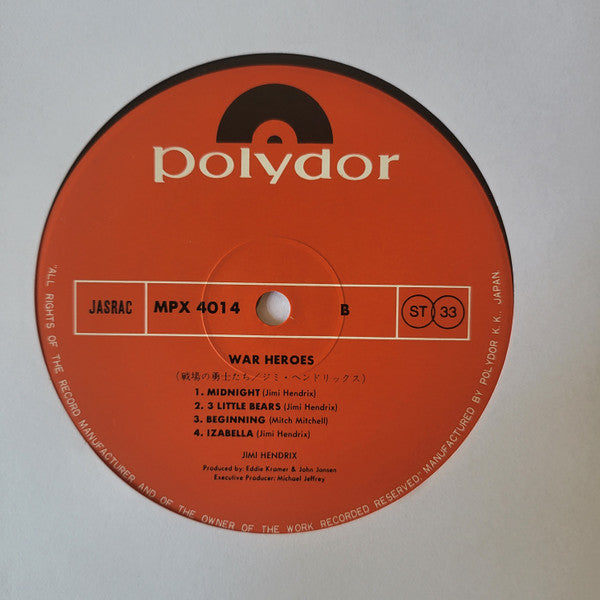 polydor
JASRAC MPX 4014 B ST 33
WAR HEROES
(戦場の勇士たち/ジミ・ヘンドリックス)
1. MIDNIGHT (Jimi Hendrix)
2. 3 LITTLE BEARS (Jimi Hendrix)
3. BEGINNING (Mitch Mitchell)
4. IZABELLA (Jimi Hendrix)
JIMI HENDRIX
Produced by: Eddie Kramer & John Jansen
Executive Producer: Michael Jeffrey
"ALL RIGHTS OF THE RECORD MANUFACTURER AND OF THE OWNER OF THE WORK RECORDED RESERVED," MANUFACTURED BY POLYDOR K.K. JAPAN.